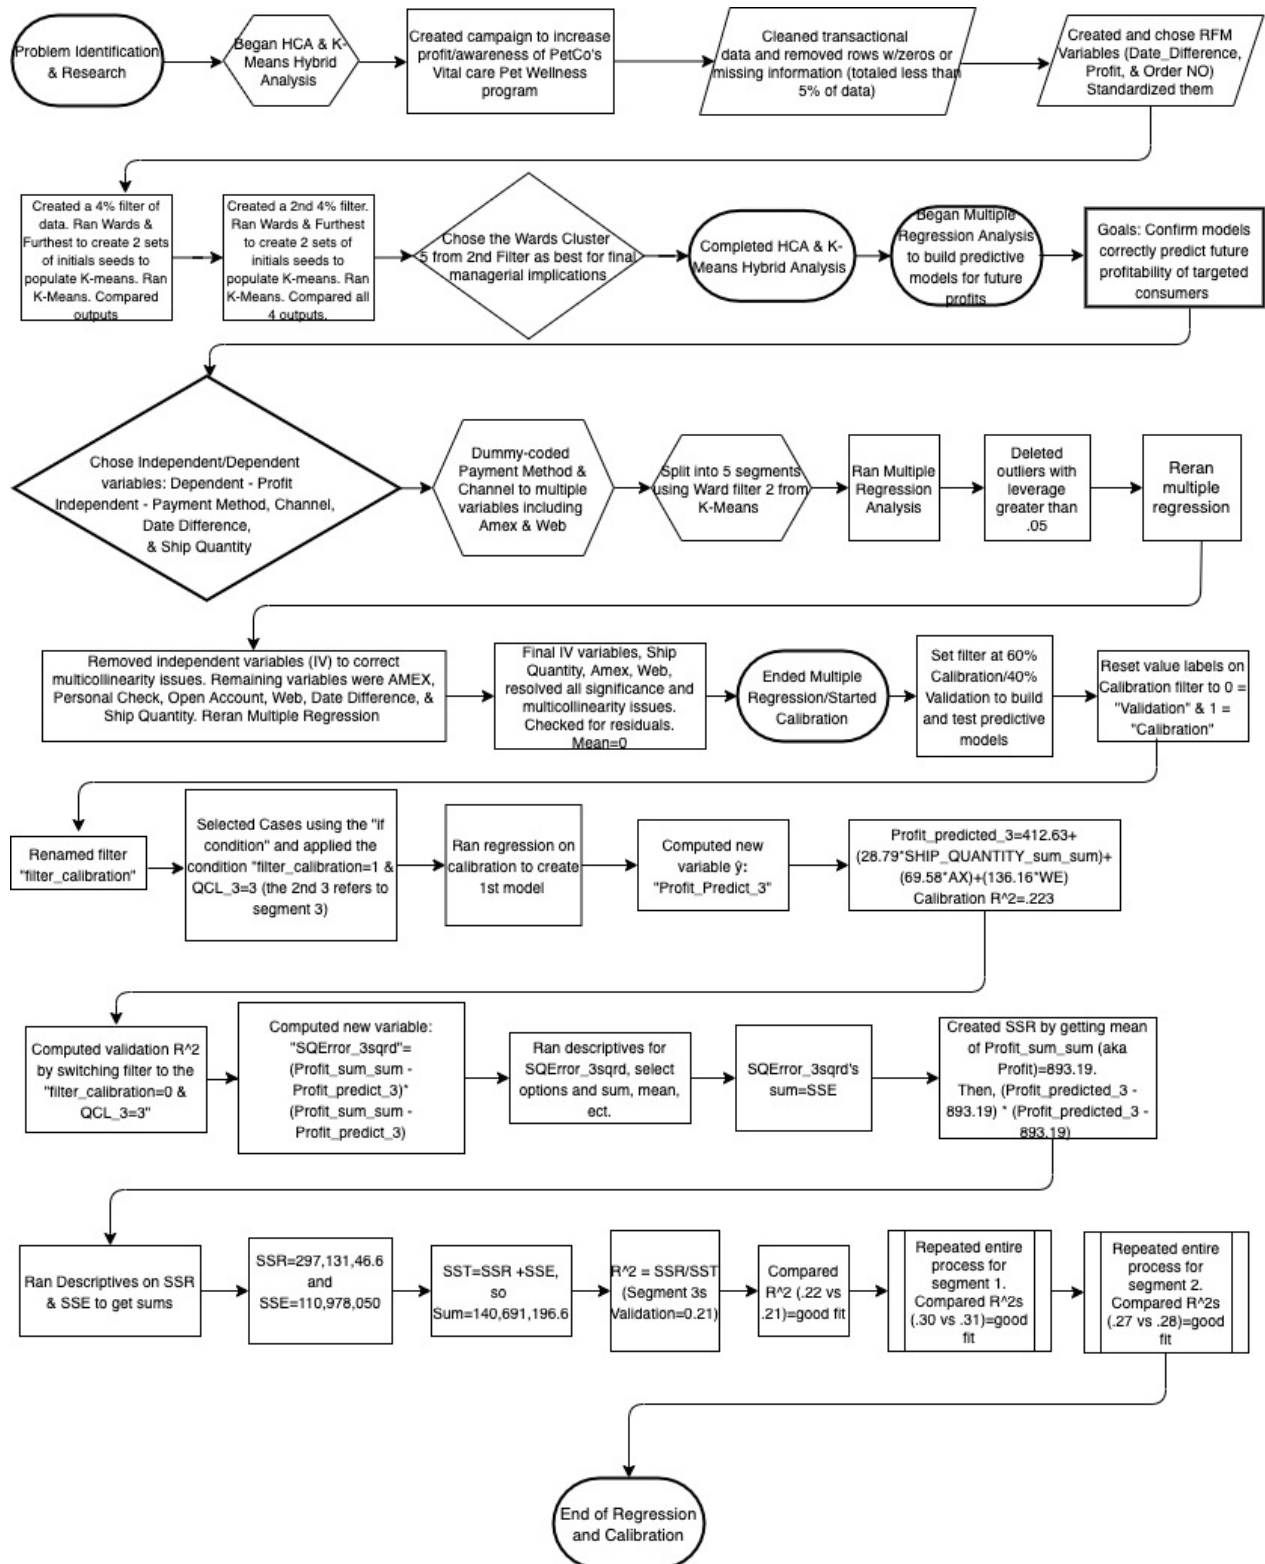 Problem Identification
& Research
Began HCA & K-
Means Hybrid
Analysis
Created campaign to increase
profit/awareness of PetCo's
Vital care Pet Wellness
program
Cleaned transactional
data and removed rows w/zeros or
missing information (totaled less than
5% of data)
Created and chose RFM
Variables (Date_Difference,
Profit, & Order NO)
Standardized them
Created a 4% filter of
data. Ran Wards &
Furthest to create 2 sets
of initials seeds to
populate K-means. Ran
K-Means. Compared
outputs
Created a 2nd 4% filter.
Ran Wards & Furthest
to create 2 sets of
initials seeds to
populate K-means. Ran
K-Means. Compared all
4 outputs.
Chose the Wards Cluster
5 from 2nd Filter as best for final
managerial implications
Completed HCA & K-
Means Hybrid Analysis
Began Multiple
Regression Analysis
to build predictive
models for future
profits
Goals: Confirm models
correctly predict future
profitability of targeted
consumers
Chose Independent/Dependent
variables: Dependent - Profit
Independent - Payment Method, Channel,
Date Difference,
& Ship Quantity
Dummy-coded
Payment Method &
Channel to multiple
variables including
Amex & Web
Split into 5 segments
using Ward filter 2 from
K-Means
Ran Multiple
Regression
Analysis
Deleted
outliers with
leverage
greater than
.05
Reran
multiple
regression
Removed independent variables (IV) to correct
multicollinearity issues. Remaining variables were AMEX,
Personal Check, Open Account, Web, Date Difference, &
Ship Quantity. Reran Multiple Regression
Final IV variables, Ship
Quantity, Amex, Web,
resolved all significance and
multicollinarity issues.
Checked for residuals.
Mean=0
Ended Multiple
Regression/Started
Calibration
Set filter at 60%
Calibration/40%
Validation to build
and test predictive
models
Reset value labels on
Calibration filter to 0 =
"Validation" & 1 =
"Calibration"
Renamed filter
"filter_calibration"
Selected Cases using the "if
condition" and applied the
condition "filter_calibration=1 &
QCL_3=3 (the 2nd 3 refers to
segment 3)
Ran regression on
calibration to create
1st model
Computed new
variable ŷ:
"Profit_Predict_3"
Profit_predicted_3=412.63+
(28.79*SHIP_QUANTITY_sum_sum)+
(69.58*AX)+(136.16*WE)
Calibration R^2=.223
Computed validation R^2
by switching filter to the
"filter_calibration=0 &
QCL_3=3"
Computed new variable:
"SQError_3sqrd"=
(Profit_sum_sum -
Profit_predict_3)*
(Profit_sum_sum -
Profit_predict_3)
Ran descriptives for
SQError_3sqrd, select
options and sum, mean,
ect.
SQError_3sqrd's
sum=SSE
Created SSR by getting mean
of Profit_sum_sum (aka
Profit)=893.19.
Then, (Profit_predicted_3 -
893.19) * (Profit_predicted_3 -
893.19)
Ran Descriptives on SSR
& SSE to get sums
SSR=297,131,46.6
and
SSE=110,978,050
SST=SSR +SSE,
so
Sum=140,691,196.6
R^2 = SSR/SST
(Segment 3s
Validation=0.21)
Compared
R^2 (.22 vs
.21)=good fit
Repeated entire
process for
segment 1.
Compared R^2s
(.30 vs .31)=good
fit
Repeated entire
process for
segment 2.
Compared R^2s
(.27 vs .28)=good
fit
End of Regression
and Calibration